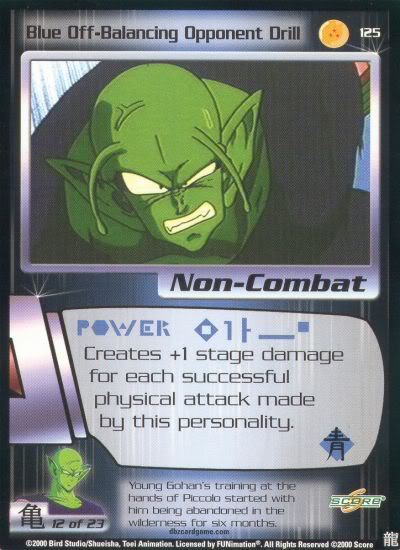 Blue Off-Balancing Opponent Drill 125
Non-Combat
POWER
Creates +1 stage damage
for each successful
physical attack made
by this personality.
青
SCORE
Young Gohan's training at the
hands of Piccolo started with
him being abandoned in the
wilderness for six months.
亀 12 of 23
dbzcardgame.com
龍
©2000 Bird Studio/Shueisha, Toei Animation. Licensed by FUNimation®. All Rights Reserved ©2000 Score